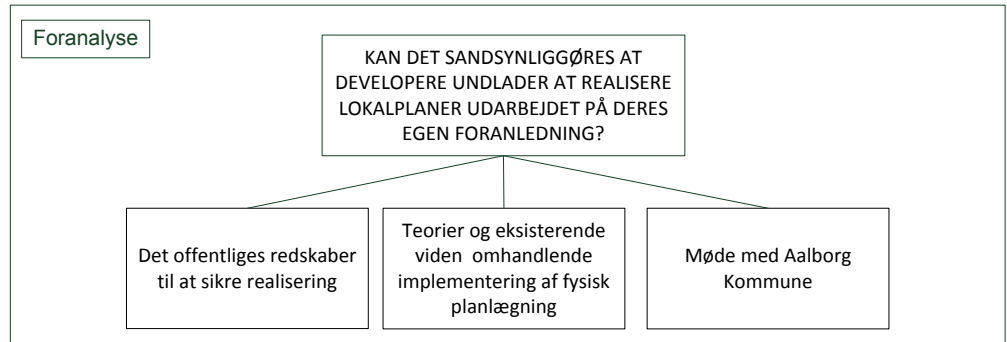 Foranalyse
KAN DET SANDSYNLIGGØRES AT
DEVELOPERE UNDLADER AT REALISERE
LOKALPLANER UDARBEJDET PÅ DERES
EGEN FORANLEDNING?
Det offentliges redskaber
til at sikre realisering
Teorier og eksisterende
viden omhandlende
implementering af fysisk
planlægning
Møde med Aalborg
Kommune